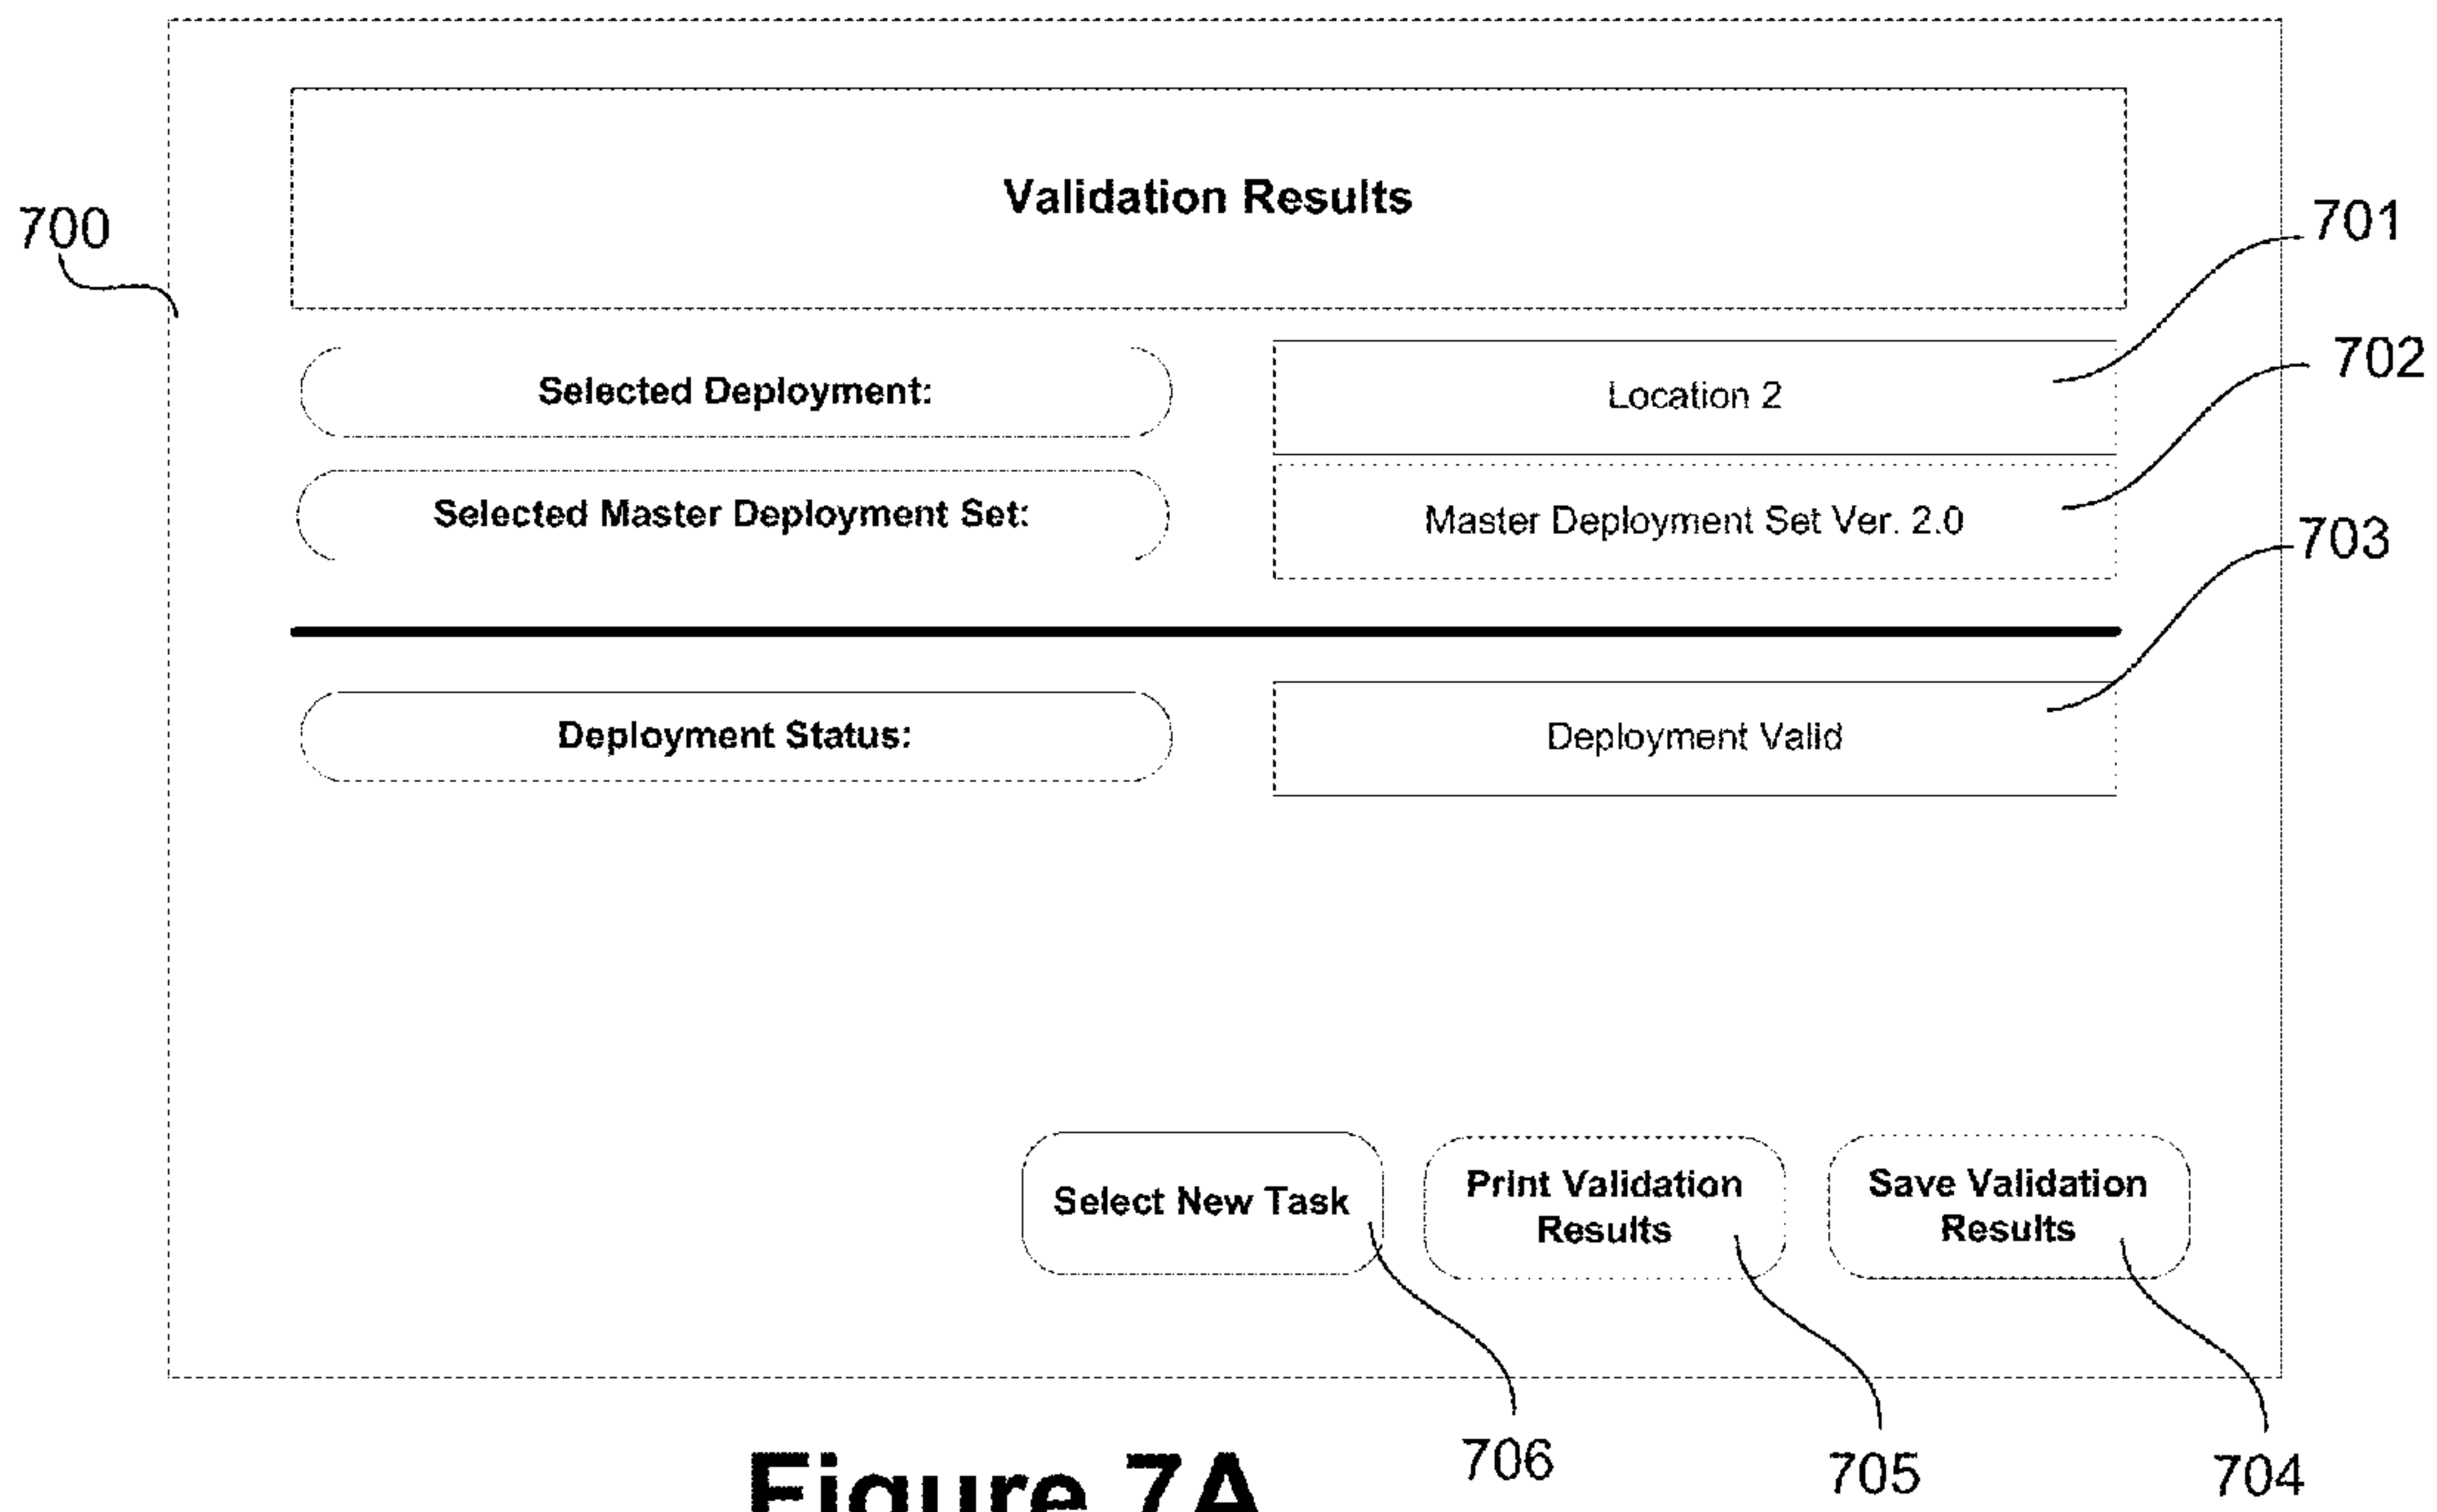 Validation Results
700
701
Selected Deployment:
Location 2
702
Selected Master Deployment Set:
Master Deployment Set Ver. 2.0
703
Deployment Status:
Deployment Valid
Select New Task
Print Validation
Results
Save Validation
Results
706
705
704
Figure 7A